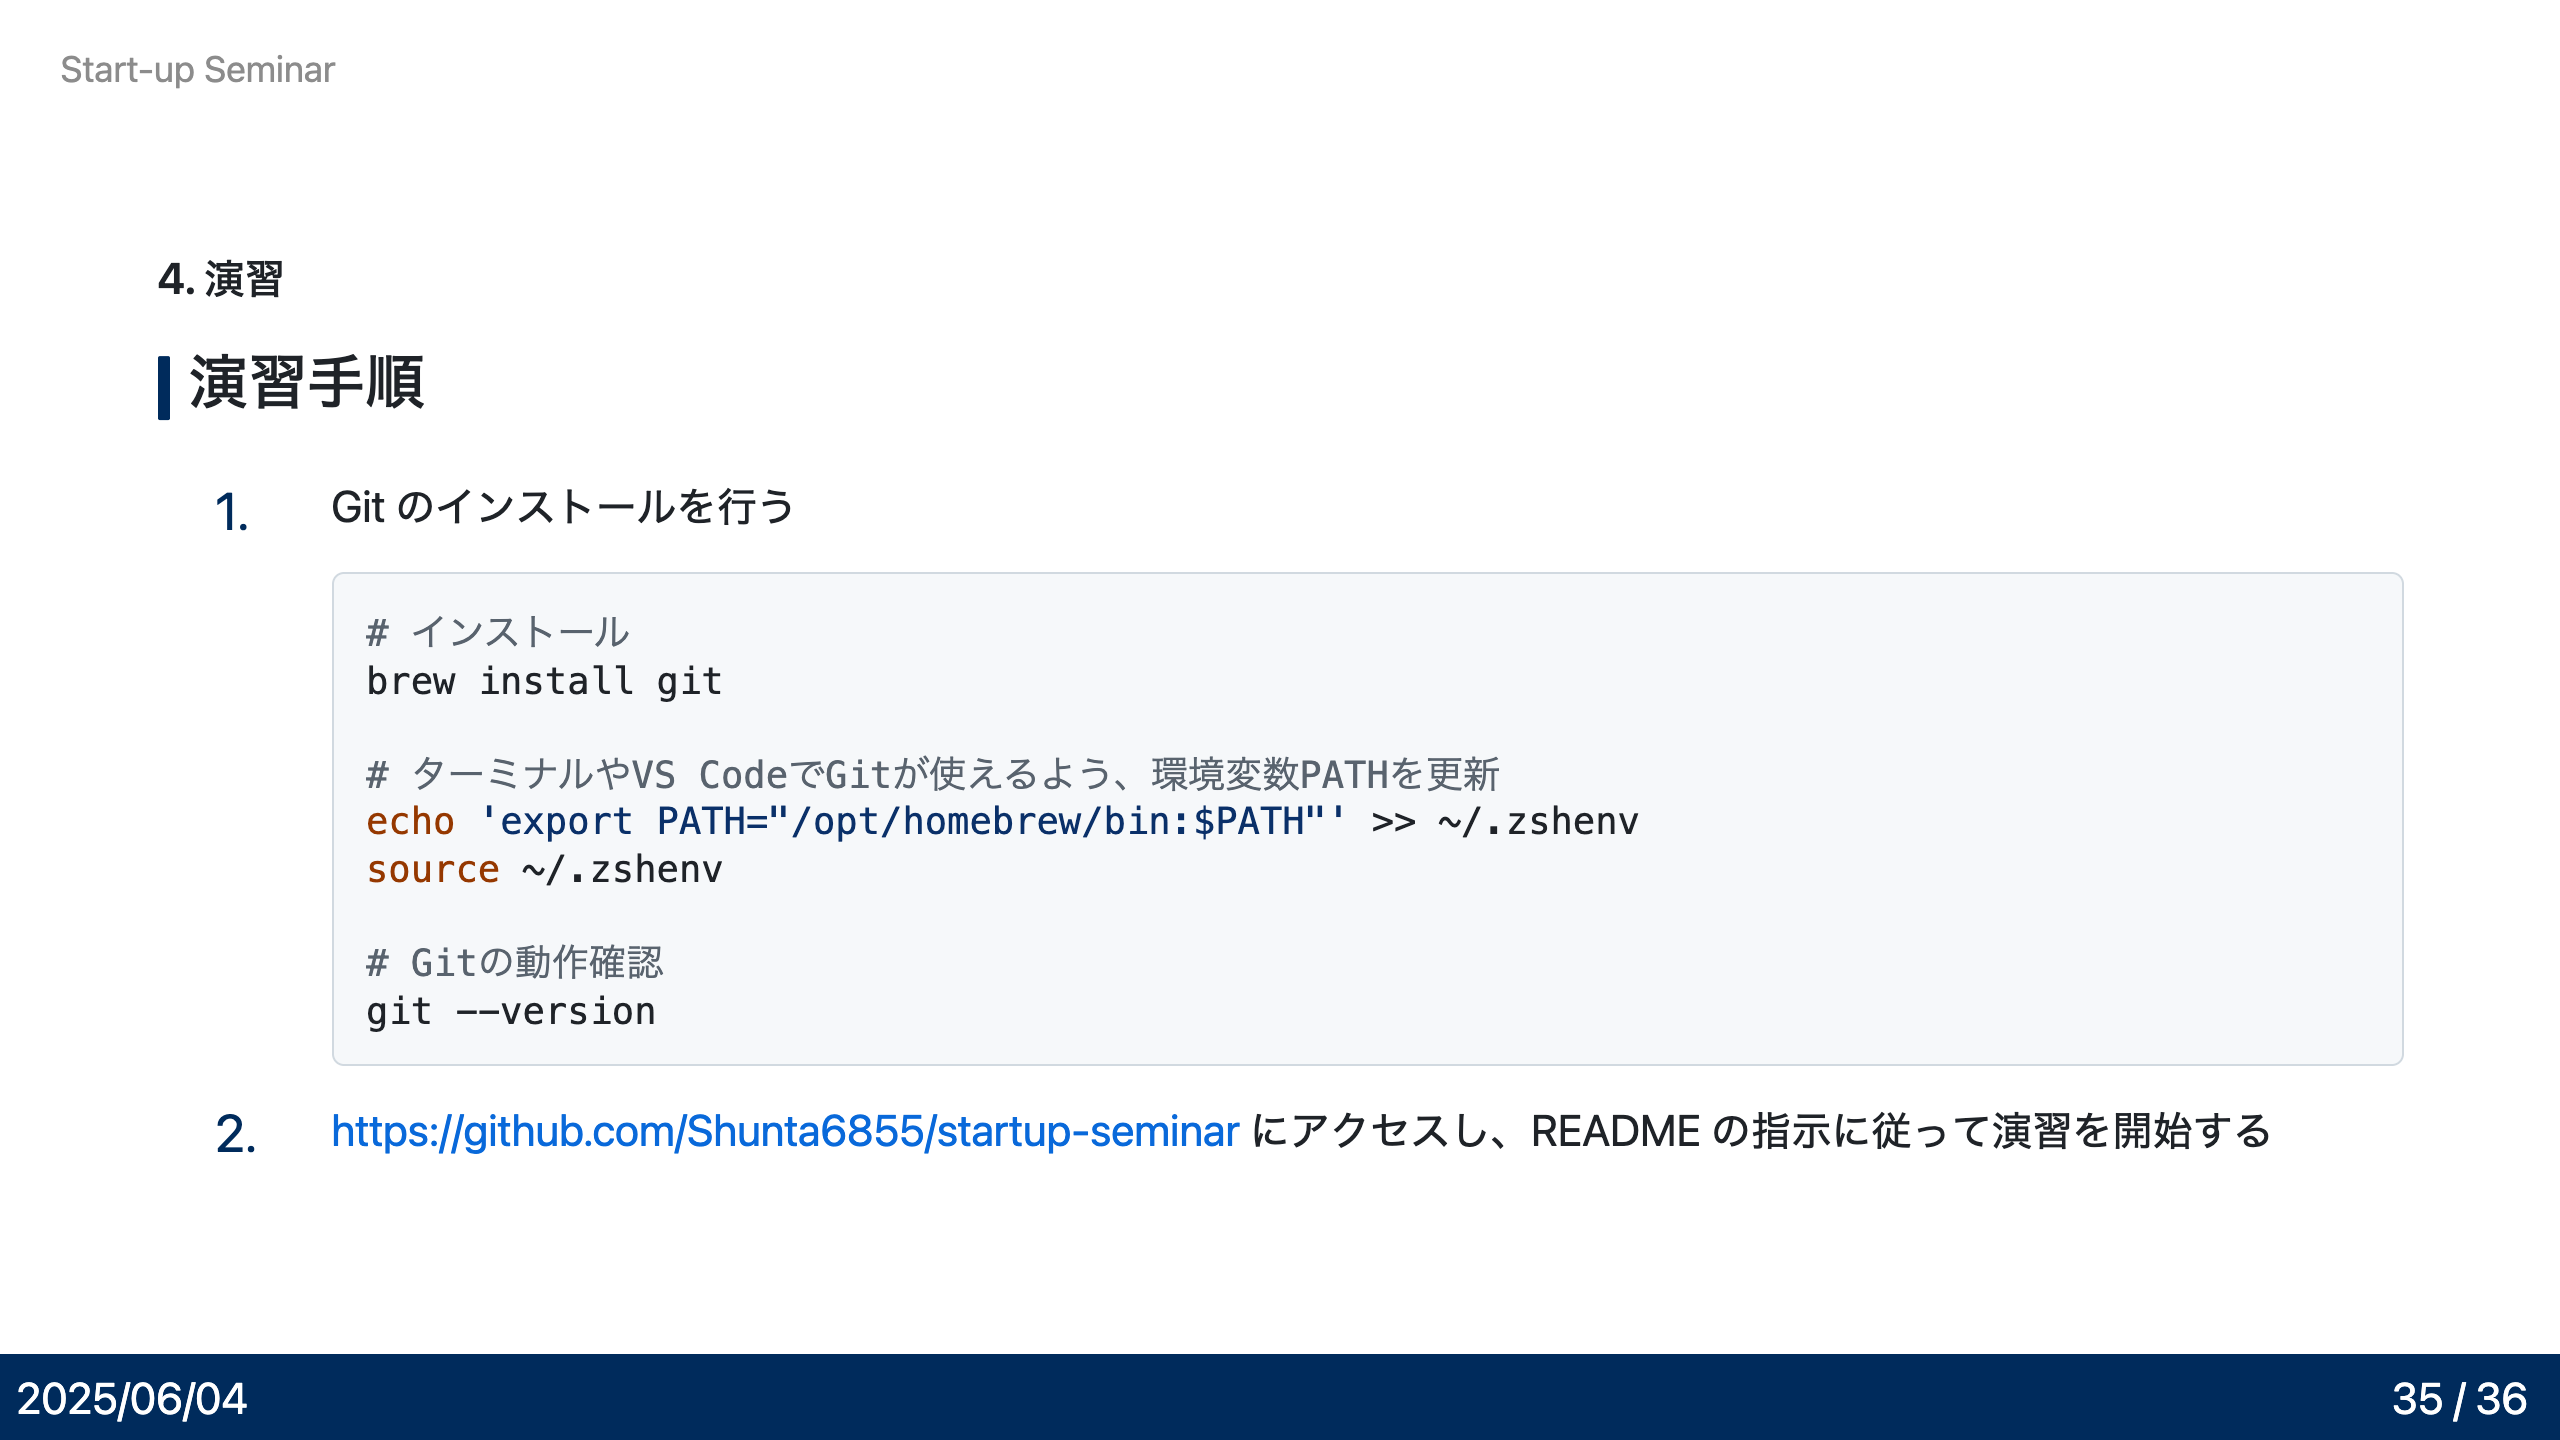 Start-up Seminar
4. 演習
演習手順
1. Git のインストールを行う
# インストール
brew install git
# ターミナルやVS CodeでGitが使えるよう、環境変数PATHを更新
echo 'export PATH="/opt/homebrew/bin:$PATH"' >> ~/.zshenv
source ~/.zshenv
# Gitの動作確認
git --version
2. https://github.com/Shunta6855/startup-seminar にアクセスし、README の指示に従って演習を開始する
2025/06/04
35 / 36